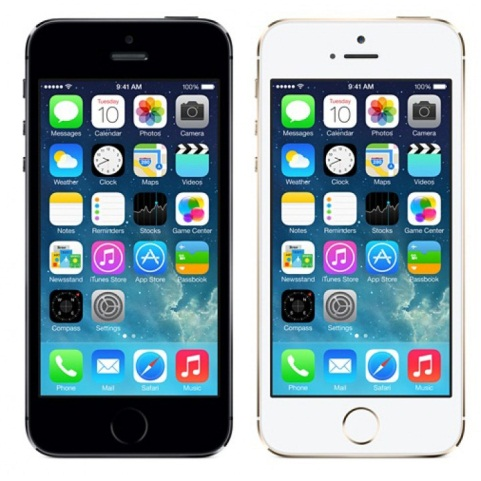 9:41 AM 100%
Tuesday
10
Messages Calendar Photos Camera
Weather Clock Maps Videos
Notes Reminders Stocks Game Center
Newsstand iTunes Store App Store Passbook
Compass Settings
Phone Mail Safari Music
9:41 AM 100%
Tuesday
10
Messages Calendar Photos Camera
Weather Clock Maps Videos
Notes Reminders Stocks Game Center
Newsstand iTunes Store App Store Passbook
Compass Settings
Phone Mail Safari Music